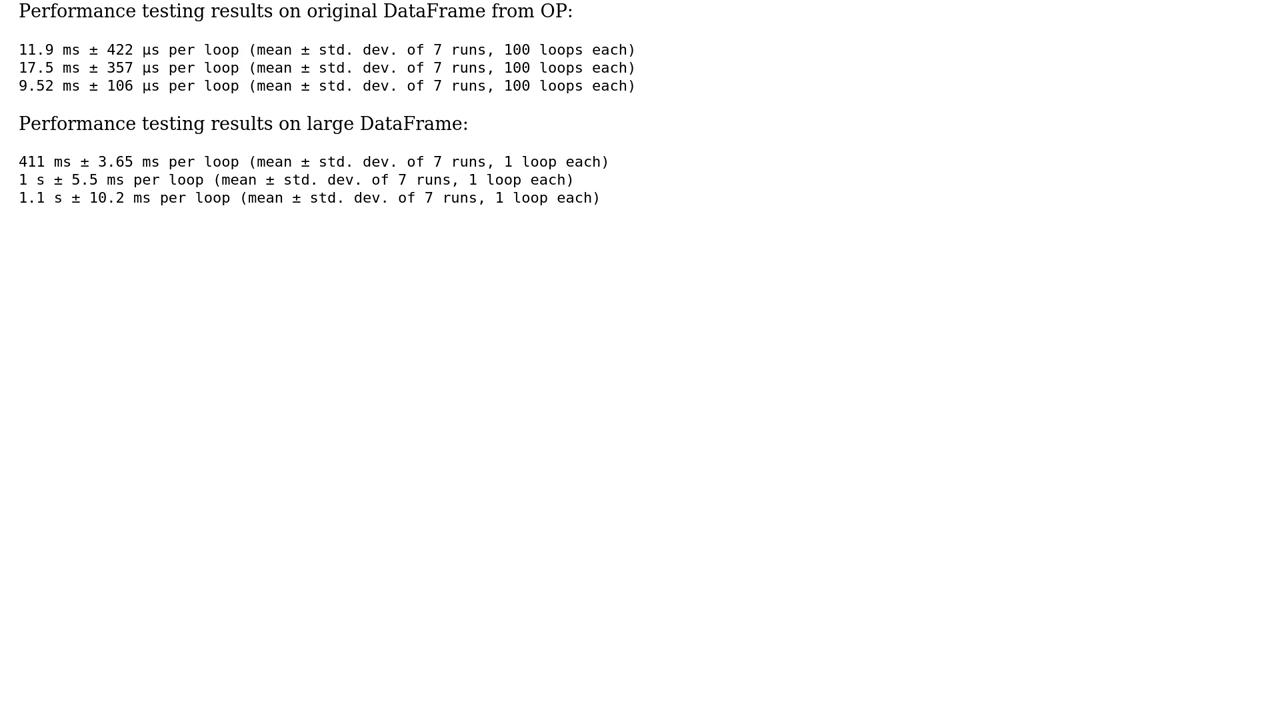 Performance testing results on original DataFrame from OP:
11.9 ms ± 422 µs per loop (mean ± std. dev. of 7 runs, 100 loops each)
17.5 ms ± 357 µs per loop (mean ± std. dev. of 7 runs, 100 loops each)
9.52 ms ± 106 µs per loop (mean ± std. dev. of 7 runs, 100 loops each)
Performance testing results on large DataFrame:
411 ms ± 3.65 ms per loop (mean ± std. dev. of 7 runs, 1 loop each)
1 s ± 5.5 ms per loop (mean ± std. dev. of 7 runs, 1 loop each)
1.1 s ± 10.2 ms per loop (mean ± std. dev. of 7 runs, 1 loop each)